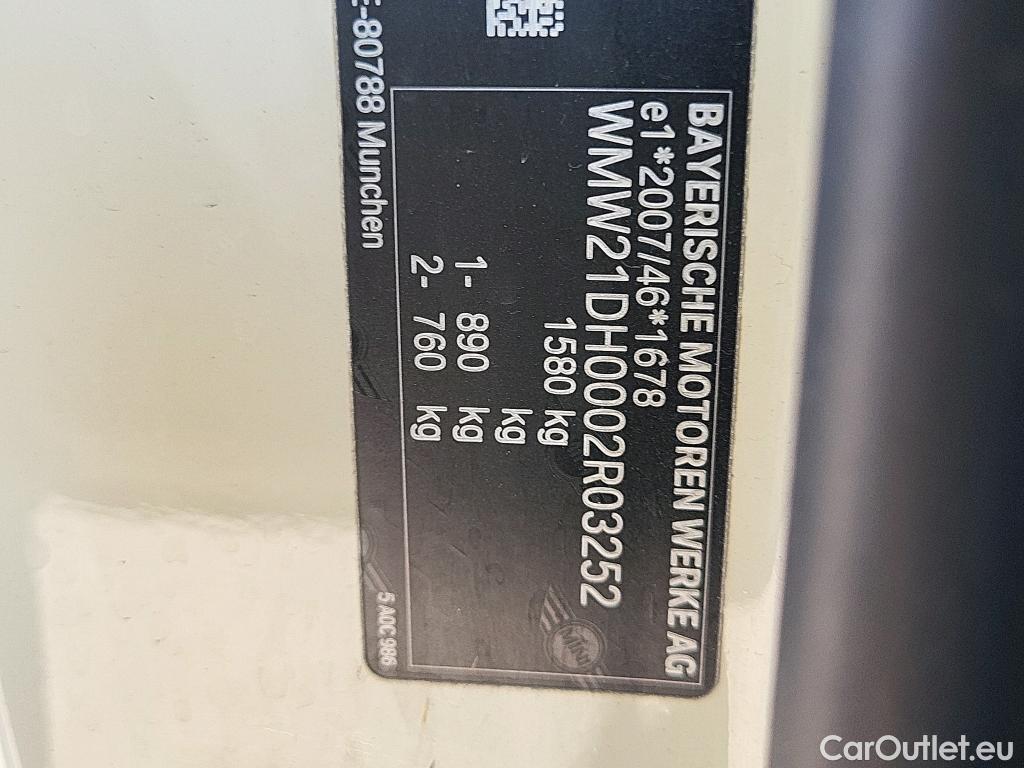 BAYERISCHE MOTOREN WERKE AG
e1*2007/46*1678
WMW21DH0002R03252
1580 kg
kg
1- 890 kg
2- 760 kg
MINI
E-80788 Munchen
5 A0C 986
CarOutlet.eu